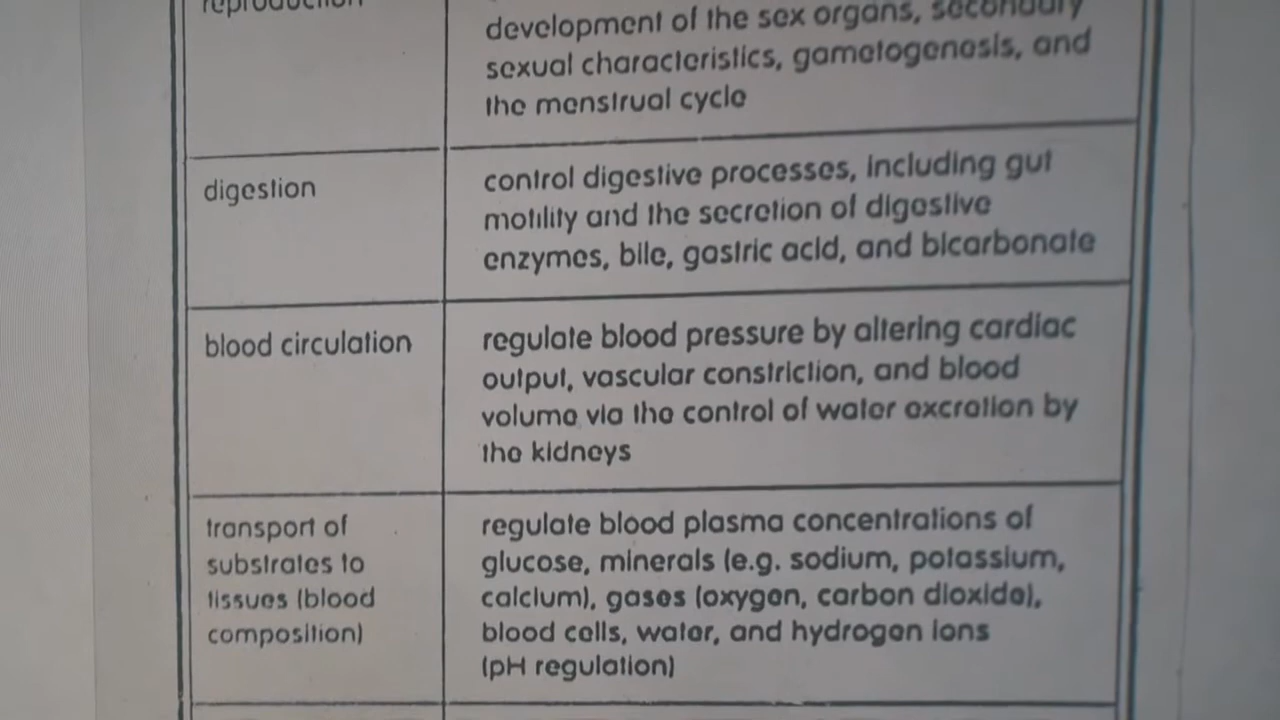 reproduction
development of the sex organs, secondary
sexual characteristics, gametogenesis, and
the menstrual cycle
digestion
control digestive processes, including gut
motility and the secretion of digestive
enzymes, bile, gastric acid, and bicarbonate
blood circulation
regulate blood pressure by altering cardiac
output, vascular constriction, and blood
volume via the control of water excretion by
the kidneys
transport of
substrates to
tissues (blood
composition)
regulate blood plasma concentrations of
glucose, minerals (e.g. sodium, potassium,
calcium), gases (oxygen, carbon dioxide),
blood cells, water, and hydrogen ions
(pH regulation)